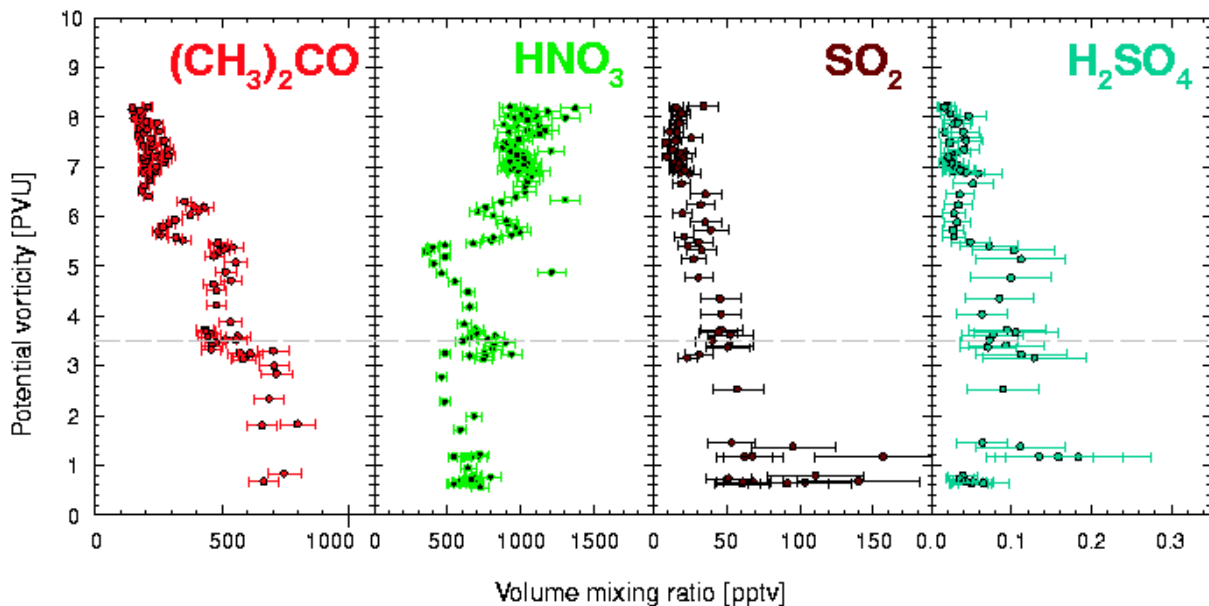 (CH₃)₂CO HNO₃ SO₂ H₂SO₄
10
9
8
7
6
5
4
3
2
1
0
Potential vorticity [PVU]
0 500 1000 0 500 1000 1500 0 50 100 150 0.0 0.1 0.2 0.3
Volume mixing ratio [pptv]